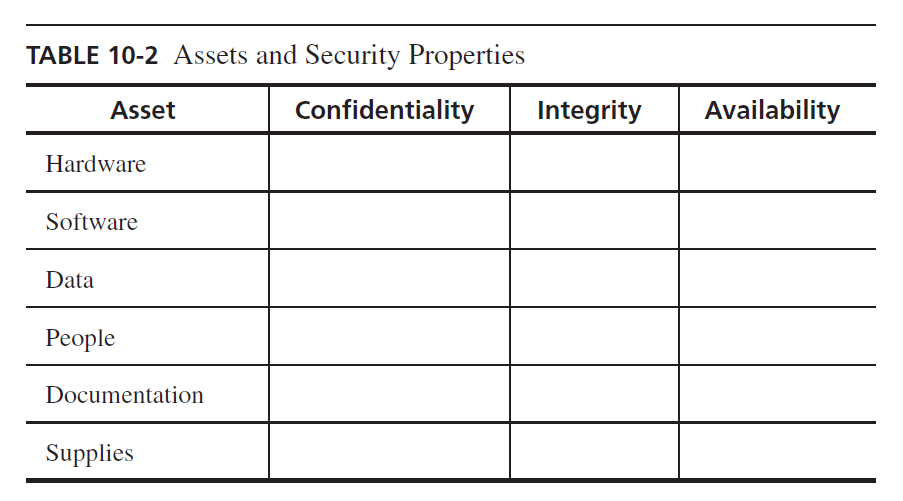 TABLE 10-2 Assets and Security Properties
Asset Confidentiality Integrity Availability
Hardware
Software
Data
People
Documentation
Supplies